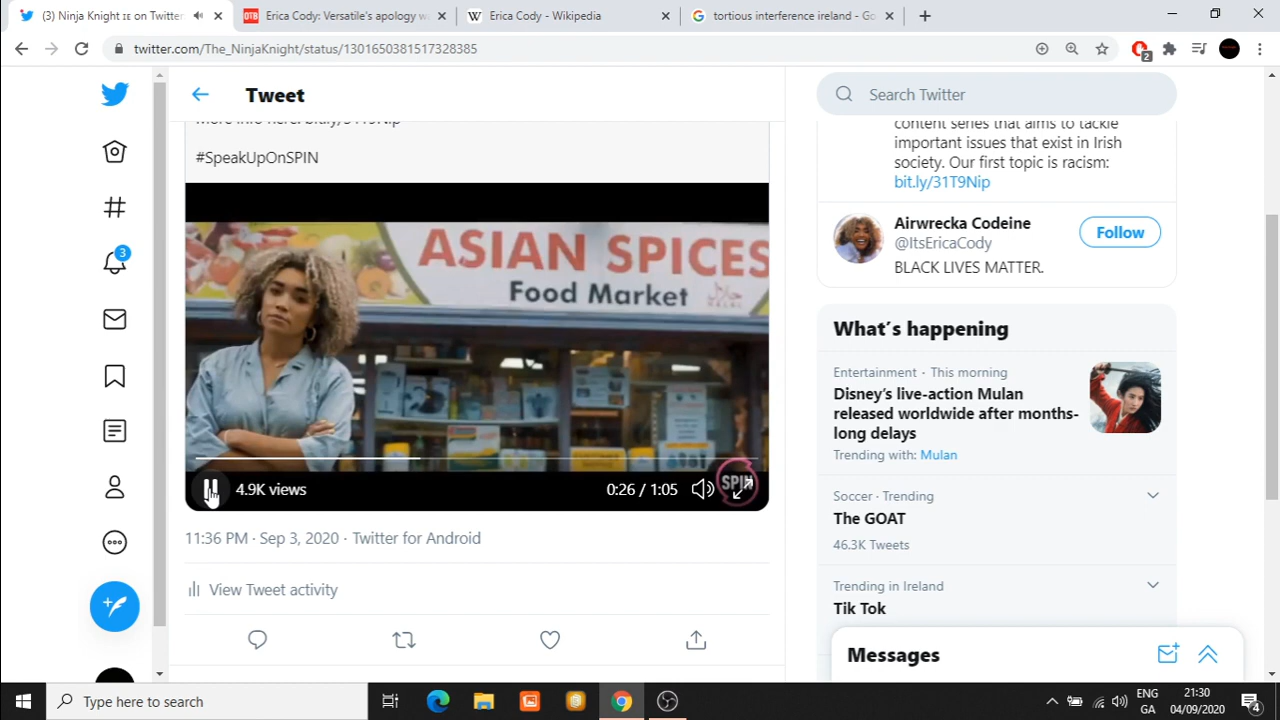 (3) Ninja Knight ɪᴇ on Twitter
Erica Cody: Versatile's apology w
Erica Cody - Wikipedia
tortious interference ireland - Go
twitter.com/The_NinjaKnight/status/1301650381517328385
2
Tweet
Search Twitter
More info here: bit.ly/31T9Nip
#SpeakUpOnSPIN
ASIAN SPICES
Food Market
SPIN
4.9K views
0:26 / 1:05
11:36 PM · Sep 3, 2020 · Twitter for Android
View Tweet activity
3
content series that aims to tackle
important issues that exist in Irish
society. Our first topic is racism:
bit.ly/31T9Nip
Airwrecka Codeine
@ItsEricaCody
BLACK LIVES MATTER.
Follow
What's happening
Entertainment · This morning
Disney's live-action Mulan
released worldwide after months-
long delays
Trending with: Mulan
Soccer · Trending
The GOAT
46.3K Tweets
Trending in Ireland
Tik Tok
Messages
Type here to search
ENG
GA
21:30
04/09/2020
4